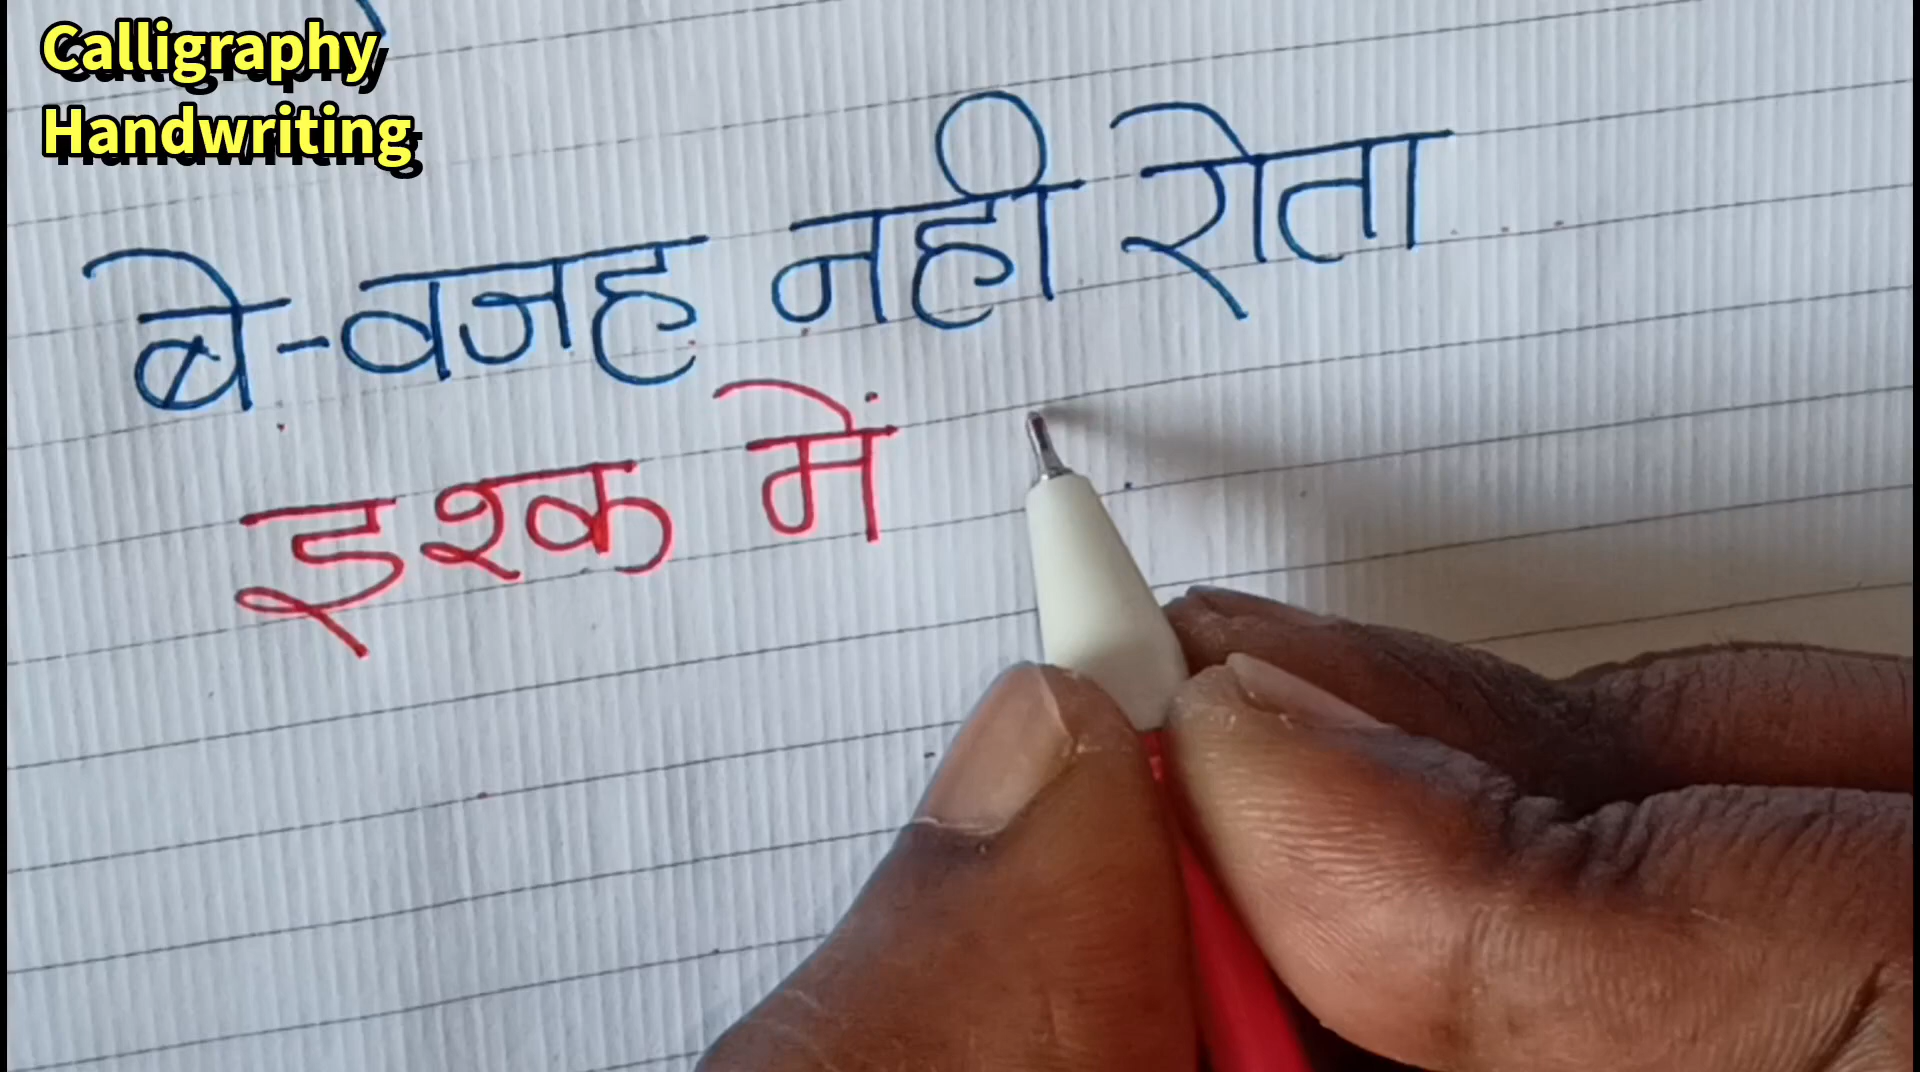 Calligraphy
Handwriting
बे-वजह नही रोता
इश्क में